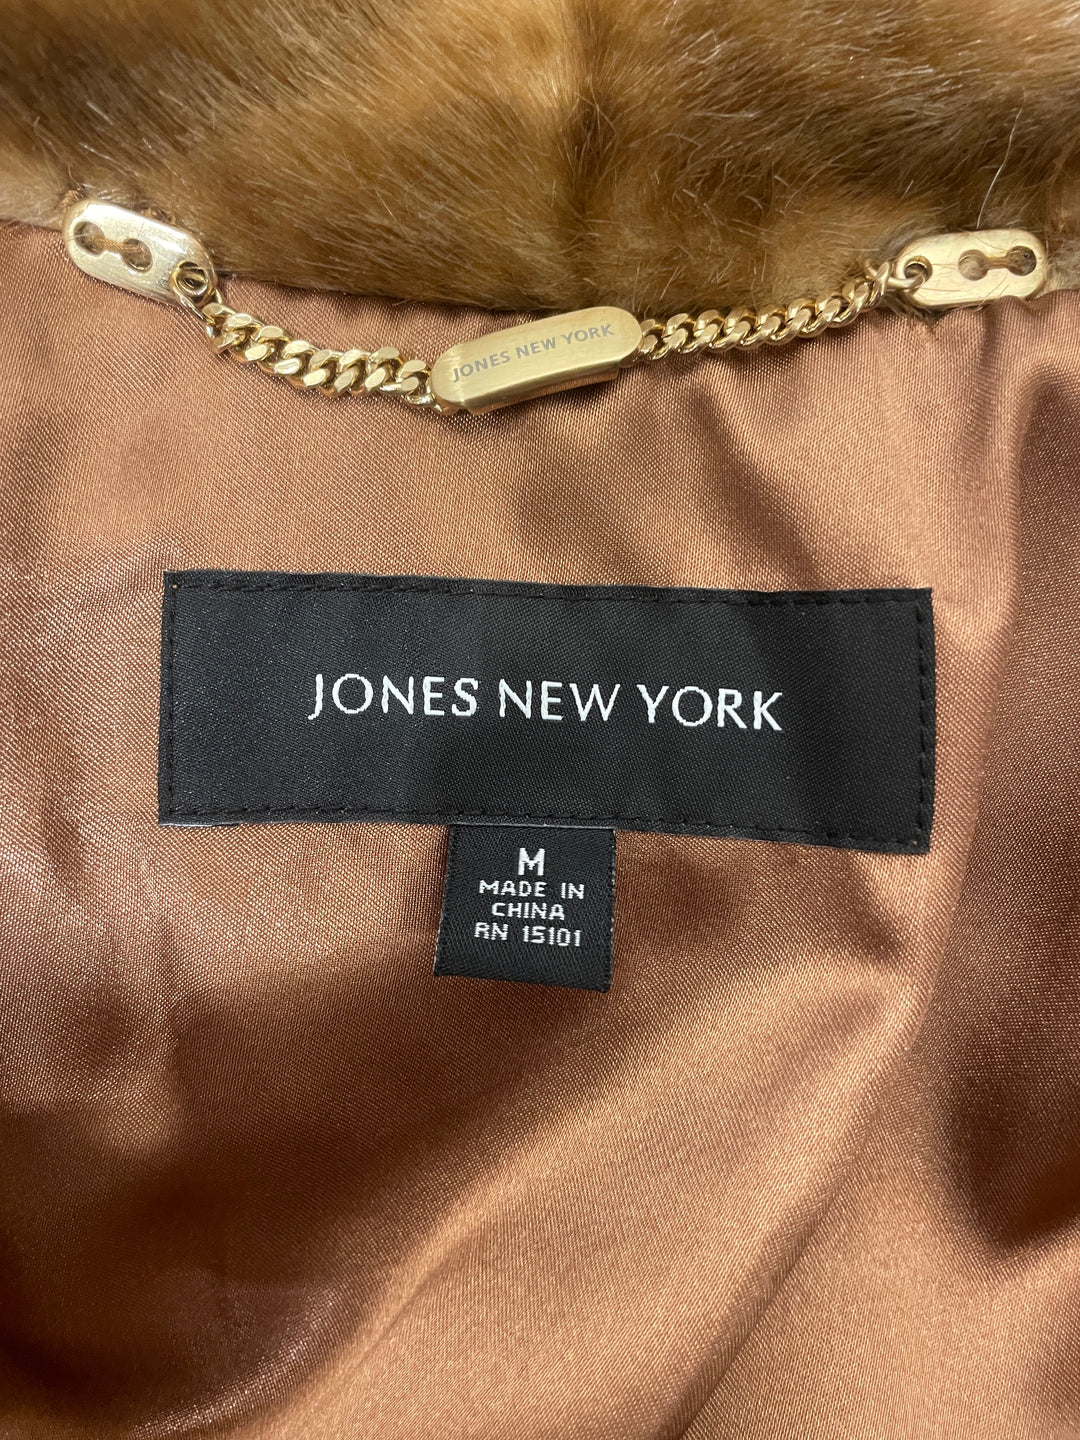 JONES NEW YORK
JONES NEW YORK
M
MADE IN
CHINA
RN 15101